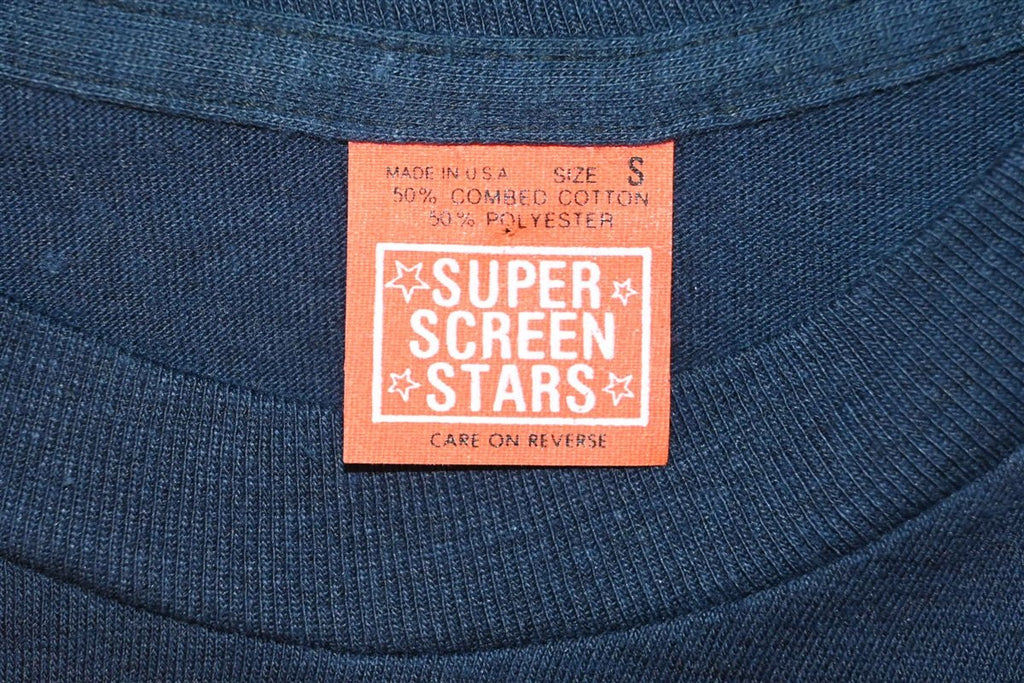 MADE IN U.S.A. SIZE S
50% COMBED COTTON
50% POLYESTER
SUPER
SCREEN
STARS
CARE ON REVERSE